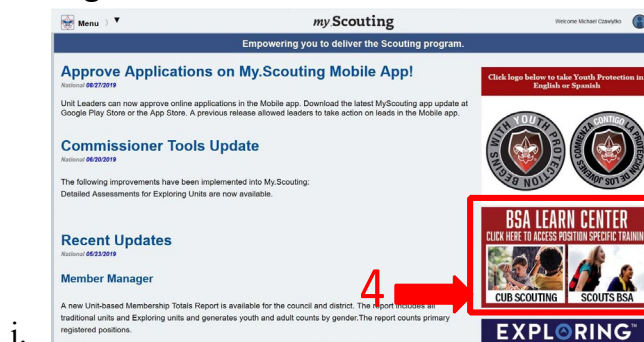 Menu
my Scouting
Welcome Michael Czawlytko
Empowering you to deliver the Scouting program.
Approve Applications on My.Scouting Mobile App!
National 08/27/2019
Unit Leaders can now approve online applications in the Mobile app. Download the latest MyScouting app update at
Google Play Store or the App Store. A previous release allowed leaders to take action on leads in the Mobile app.
Commissioner Tools Update
National 06/20/2019
The following improvements have been implemented into My.Scouting:
Detailed Assessments for Exploring Units are now available.
Recent Updates
National 05/23/2019
Member Manager
A new Unit-based Membership Totals Report is available for the council and district. The report includes all
traditional units and Exploring units and generates youth and adult counts by gender.The report counts primary
registered positions.
Click logo below to take Youth Protection in
English or Spanish
WITH YOUTH PROTECTION
BEGINS
NOIT
CONTIGO LA PROTECCION
COMIENZA
JOVENES
SOT
BSA LEARN CENTER
CLICK HERE TO ACCESS POSITION SPECIFIC TRAININ
CUB SCOUTING
SCOUTS BSA
4
EXPLORING™
i.